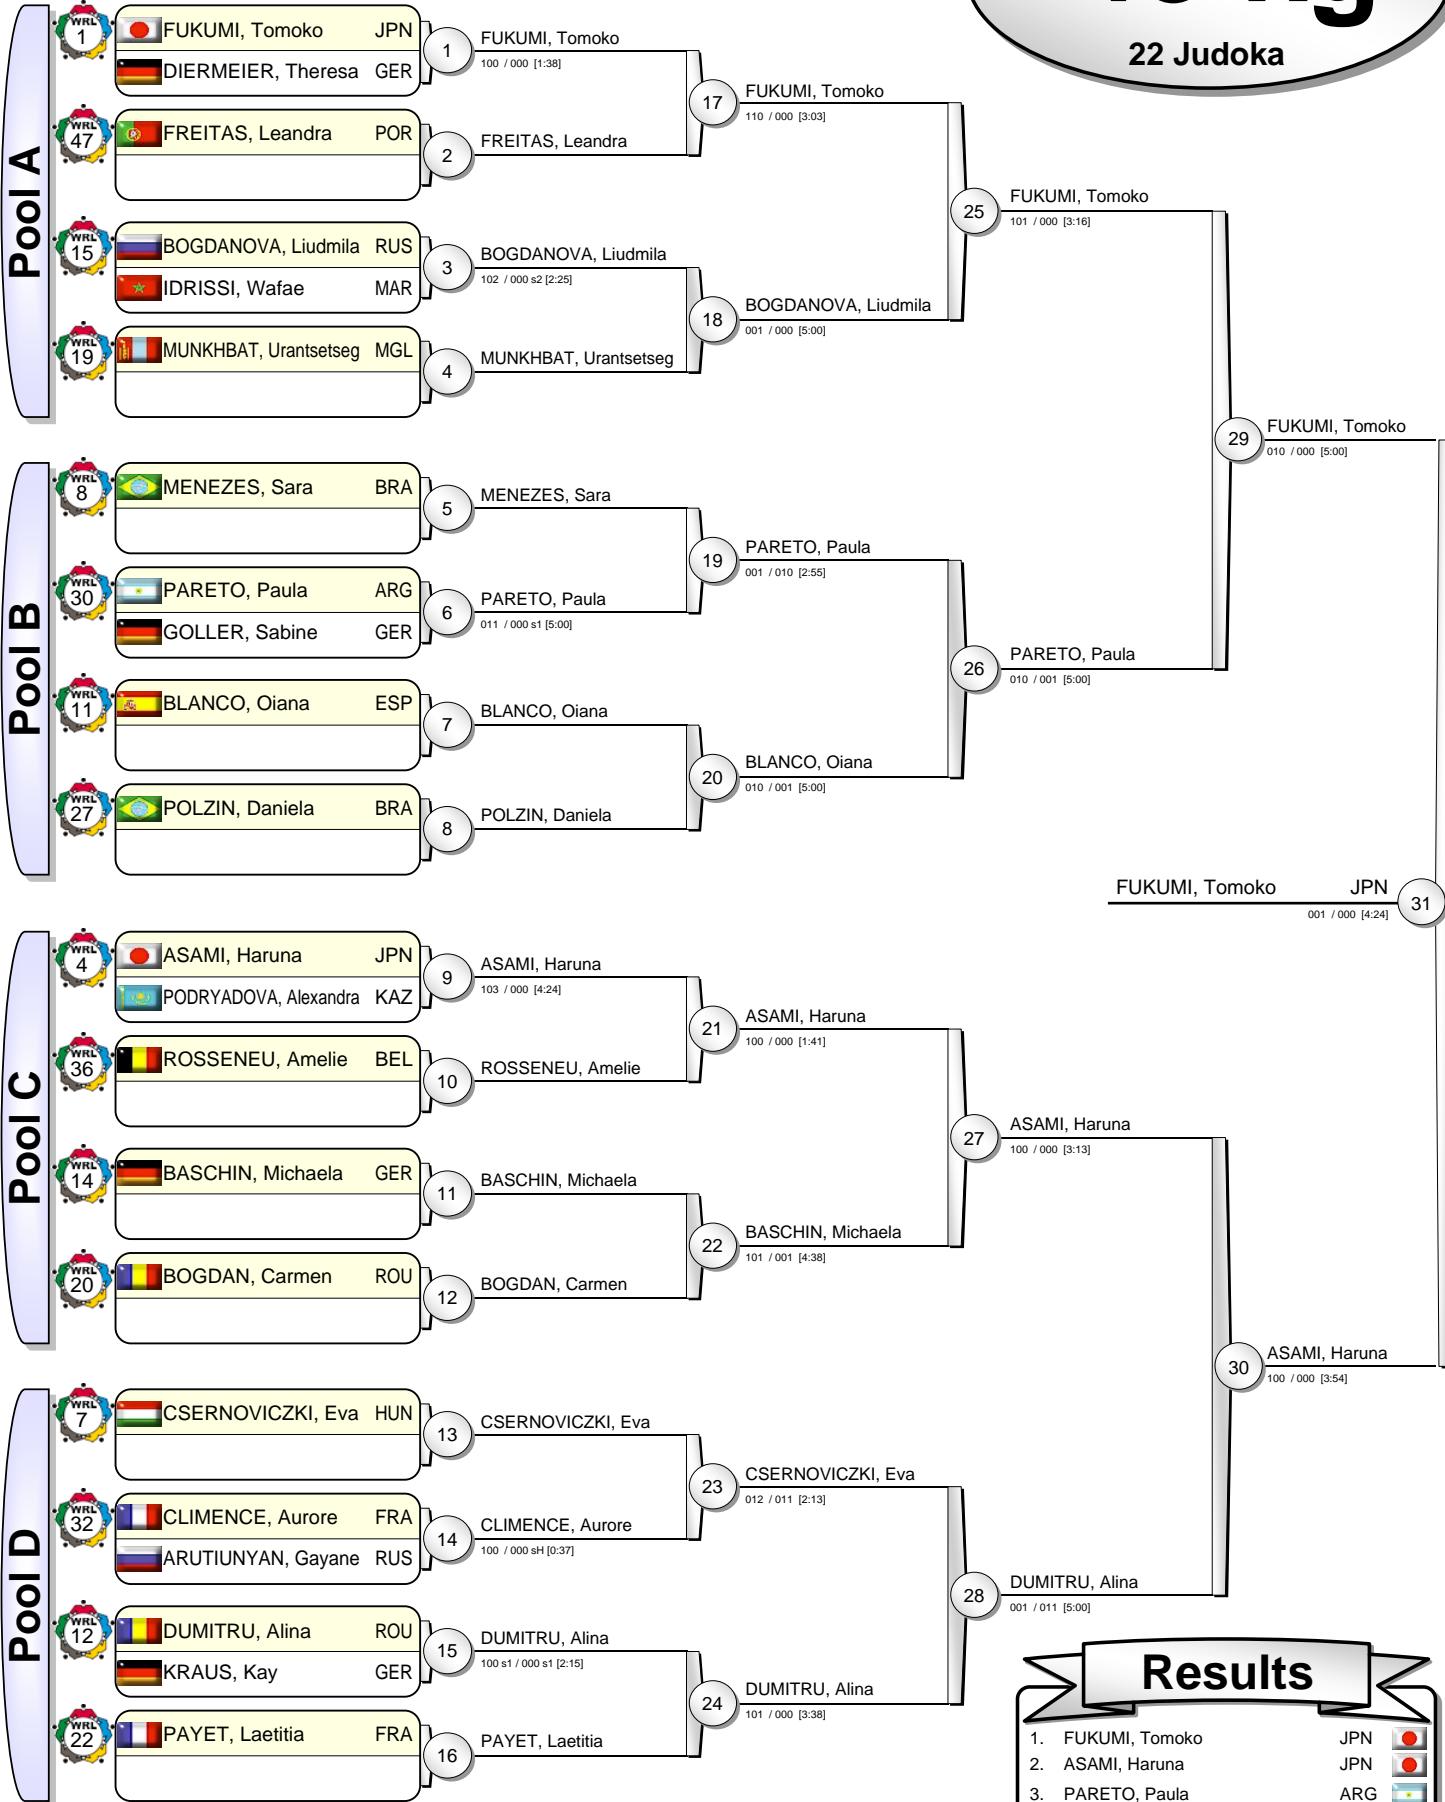 22 Judoka
Pool A
WRL 1
FUKUMI, Tomoko JPN
DIERMEIER, Theresa GER
WRL 47
FREITAS, Leandra POR
WRL 15
BOGDANOVA, Liudmila RUS
IDRISSI, Wafae MAR
WRL 19
MUNKHBAT, Urantsetseg MGL
1
FUKUMI, Tomoko
100 / 000 [1:38]
2
FREITAS, Leandra
3
BOGDANOVA, Liudmila
102 / 000 s2 [2:25]
4
MUNKHBAT, Urantsetseg
17
FUKUMI, Tomoko
110 / 000 [3:03]
18
BOGDANOVA, Liudmila
001 / 000 [5:00]
25
FUKUMI, Tomoko
101 / 000 [3:16]
Pool B
WRL 8
MENEZES, Sara BRA
WRL 30
PARETO, Paula ARG
GOLLER, Sabine GER
WRL 11
BLANCO, Oiana ESP
WRL 27
POLZIN, Daniela BRA
5
MENEZES, Sara
6
PARETO, Paula
011 / 000 s1 [5:00]
7
BLANCO, Oiana
8
POLZIN, Daniela
19
PARETO, Paula
001 / 010 [2:55]
20
BLANCO, Oiana
010 / 001 [5:00]
26
PARETO, Paula
010 / 001 [5:00]
29
FUKUMI, Tomoko
010 / 000 [5:00]
FUKUMI, Tomoko JPN
001 / 000 [4:24]
31
Pool C
WRL 4
ASAMI, Haruna JPN
PODRYADOVA, Alexandra KAZ
WRL 36
ROSSENEU, Amelie BEL
WRL 14
BASCHIN, Michaela GER
WRL 20
BOGDAN, Carmen ROU
9
ASAMI, Haruna
103 / 000 [4:24]
10
ROSSENEU, Amelie
11
BASCHIN, Michaela
12
BOGDAN, Carmen
21
ASAMI, Haruna
100 / 000 [1:41]
22
BASCHIN, Michaela
101 / 001 [4:38]
27
ASAMI, Haruna
100 / 000 [3:13]
Pool D
WRL 7
CSERNOVICZKI, Eva HUN
WRL 32
CLIMENCE, Aurore FRA
ARUTIUNYAN, Gayane RUS
WRL 12
DUMITRU, Alina ROU
KRAUS, Kay GER
WRL 22
PAYET, Laetitia FRA
13
CSERNOVICZKI, Eva
14
CLIMENCE, Aurore
100 / 000 sH [0:37]
15
DUMITRU, Alina
100 s1 / 000 s1 [2:15]
16
PAYET, Laetitia
23
CSERNOVICZKI, Eva
012 / 011 [2:13]
24
DUMITRU, Alina
101 / 000 [3:38]
28
DUMITRU, Alina
001 / 011 [5:00]
30
ASAMI, Haruna
100 / 000 [3:54]
Results
1. FUKUMI, Tomoko JPN
2. ASAMI, Haruna JPN
3. PARETO, Paula ARG